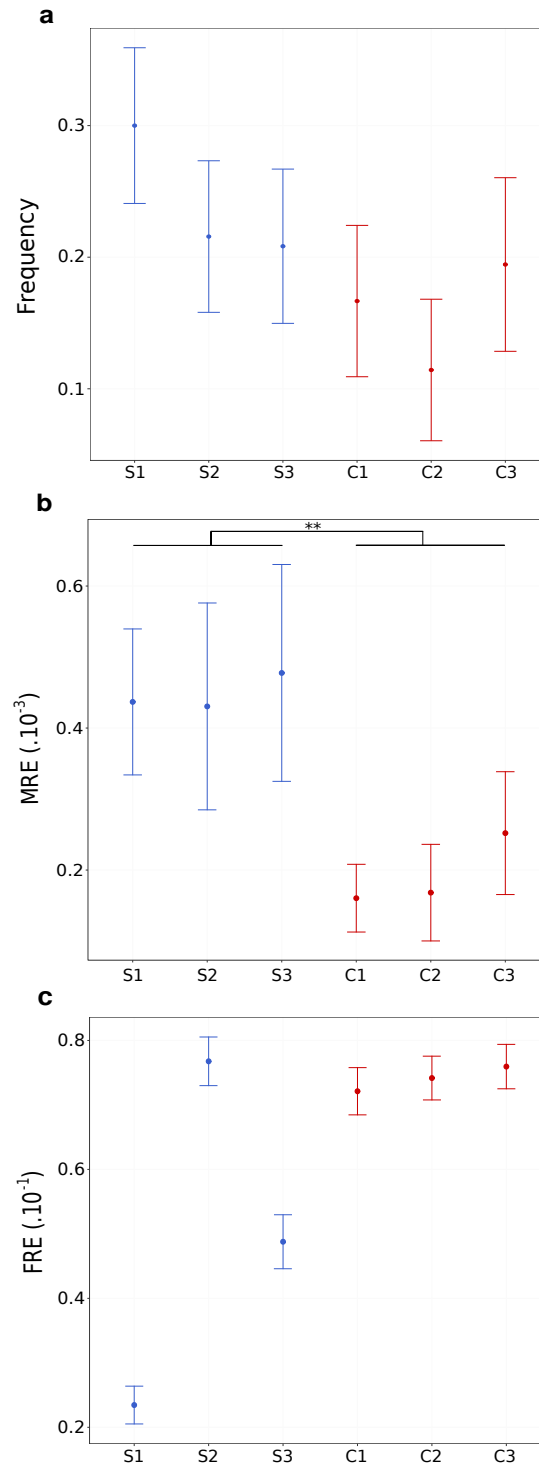 a
0.3
0.2
0.1
Frequency
S1 S2 S3 C1 C2 C3
b
**
0.6
0.4
0.2
MRE (.10⁻³)
S1 S2 S3 C1 C2 C3
c
0.8
0.6
0.4
0.2
FRE (.10⁻¹)
S1 S2 S3 C1 C2 C3